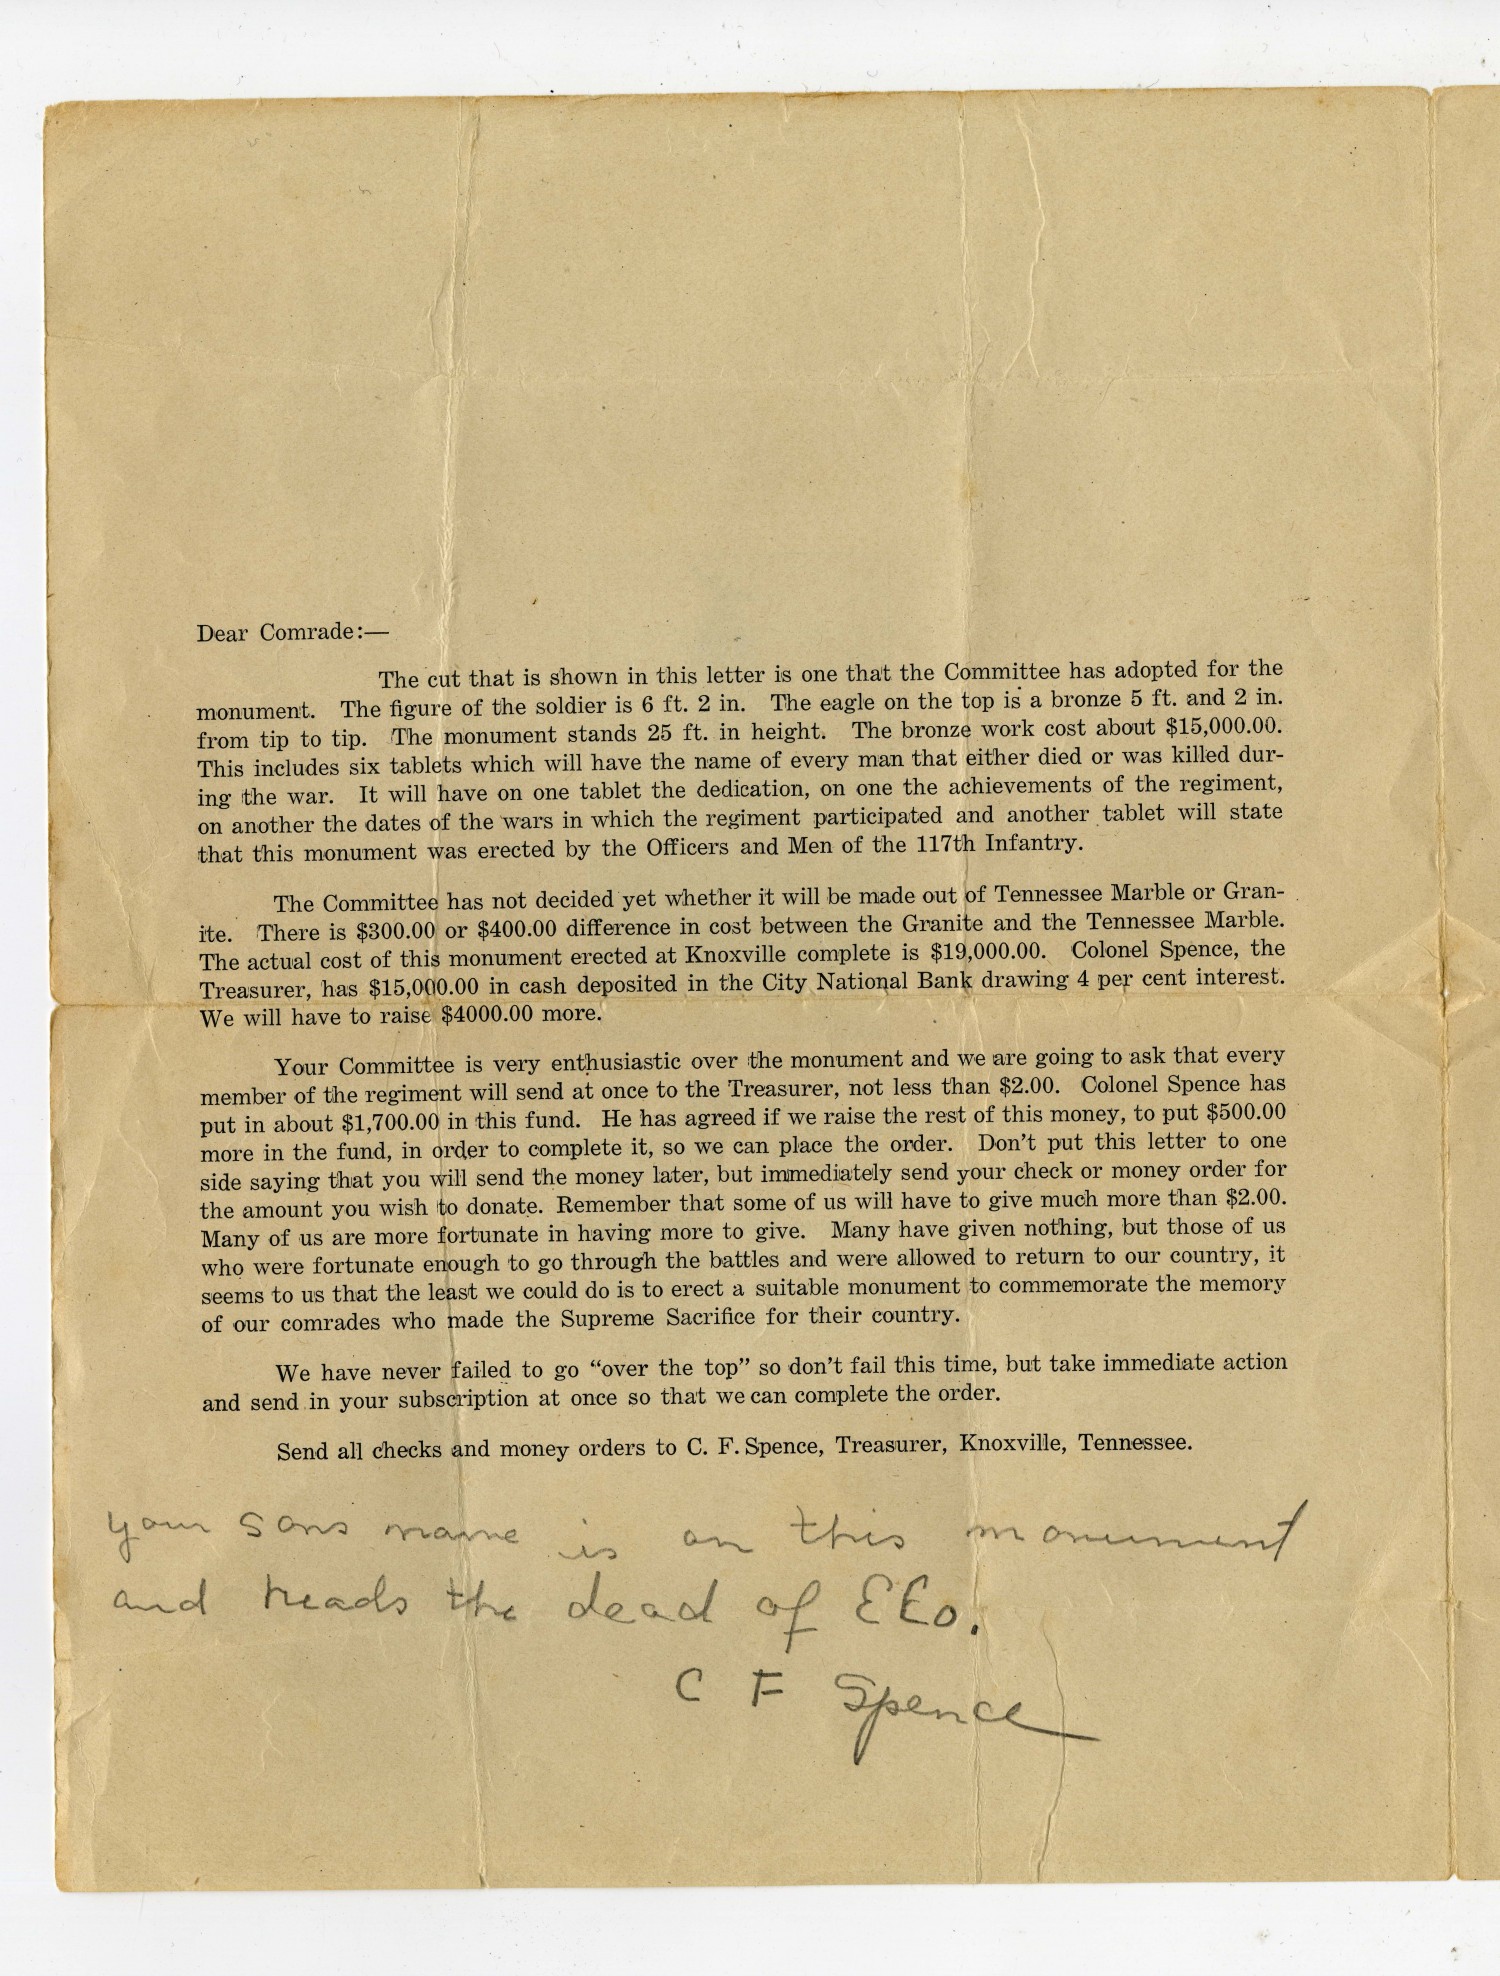 Dear Comrade:—
The cut that is shown in this letter is one that the Committee has adopted for the
monument. The figure of the soldier is 6 ft. 2 in. The eagle on the top is a bronze 5 ft. and 2 in.
from tip to tip. The monument stands 25 ft. in height. The bronze work cost about $15,000.00.
This includes six tablets which will have the name of every man that either died or was killed dur-
ing the war. It will have on one tablet the dedication, on one the achievements of the regiment,
on another the dates of the wars in which the regiment participated and another tablet will state
that this monument was erected by the Officers and Men of the 117th Infantry.
The Committee has not decided yet whether it will be made out of Tennessee Marble or Gran-
ite. There is $300.00 or $400.00 difference in cost between the Granite and the Tennessee Marble.
The actual cost of this monument erected at Knoxville complete is $19,000.00. Colonel Spence, the
Treasurer, has $15,000.00 in cash deposited in the City National Bank drawing 4 per cent interest.
We will have to raise $4000.00 more.
Your Committee is very enthusiastic over the monument and we are going to ask that every
member of the regiment will send at once to the Treasurer, not less than $2.00. Colonel Spence has
put in about $1,700.00 in this fund. He has agreed if we raise the rest of this money, to put $500.00
more in the fund, in order to complete it, so we can place the order. Don't put this letter to one
side saying that you will send the money later, but immediately send your check or money order for
the amount you wish to donate. Remember that some of us will have to give much more than $2.00.
Many of us are more fortunate in having more to give. Many have given nothing, but those of us
who were fortunate enough to go through the battles and were allowed to return to our country, it
seems to us that the least we could do is to erect a suitable monument to commemorate the memory
of our comrades who made the Supreme Sacrifice for their country.
We have never failed to go "over the top" so don't fail this time, but take immediate action
and send in your subscription at once so that we can complete the order.
Send all checks and money orders to C. F. Spence, Treasurer, Knoxville, Tennessee.
your sons name is on this monument
and heads the dead of E Co.
C F Spence